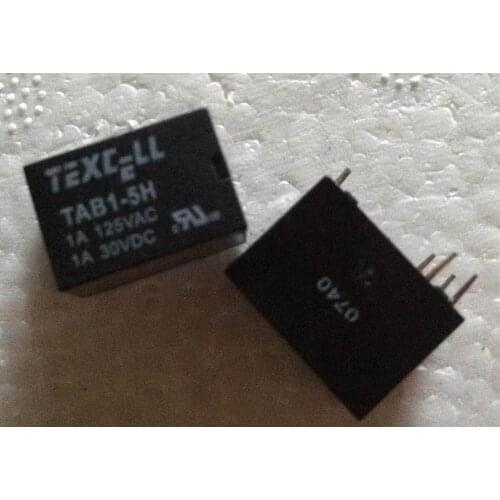 TEXCELL
TAB1-5H
1A 125VAC
1A 30VDC
0740